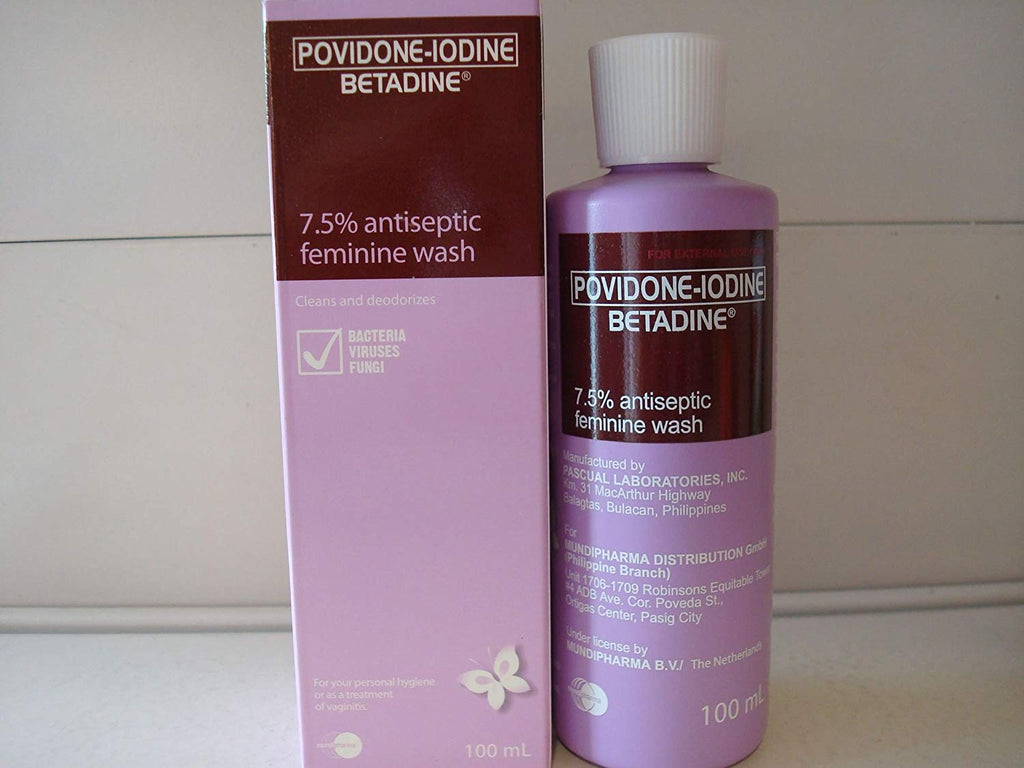 POVIDONE-IODINE
BETADINE®
7.5% antiseptic
feminine wash
Cleans and deodorizes
BACTERIA
VIRUSES
FUNGI
For your personal hygiene
or as a treatment
of vaginitis.
mundipharma
100 mL
FOR EXTERNAL USE
POVIDONE-IODINE
BETADINE®
7.5% antiseptic
feminine wash
Manufactured by
PASCUAL LABORATORIES, INC.
Km. 31 MacArthur Highway
Balagtas, Bulacan, Philippines
For
MUNDIPHARMA DISTRIBUTION GmbH
(Philippine Branch)
Unit 1706-1709 Robinsons Equitable Tower
#4 ADB Ave. Cor. Poveda St.,
Ortigas Center, Pasig City
Under license by
MUNDIPHARMA B.V./ The Netherlands
mundipharma
100 mL